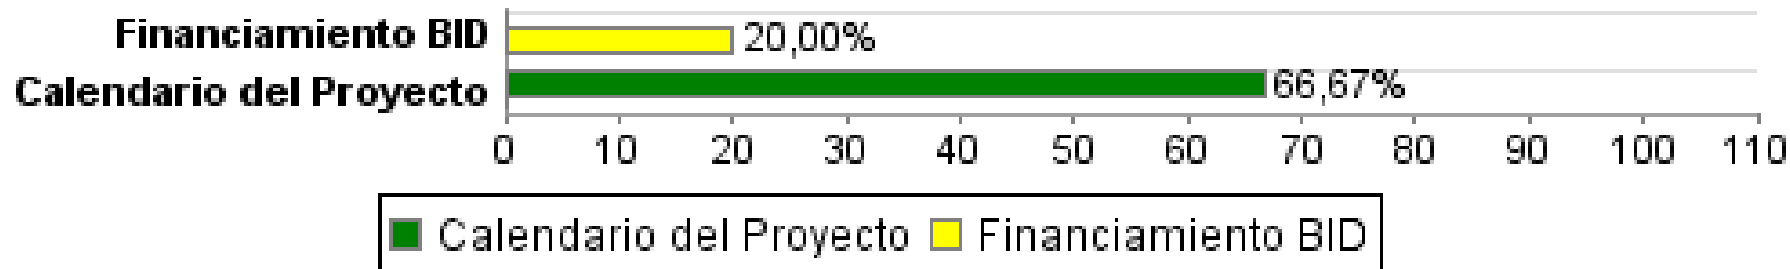 Financiamiento BID 20,00%
Calendario del Proyecto 66,67%
0 10 20 30 40 50 60 70 80 90 100 110
Calendario del Proyecto Financiamiento BID